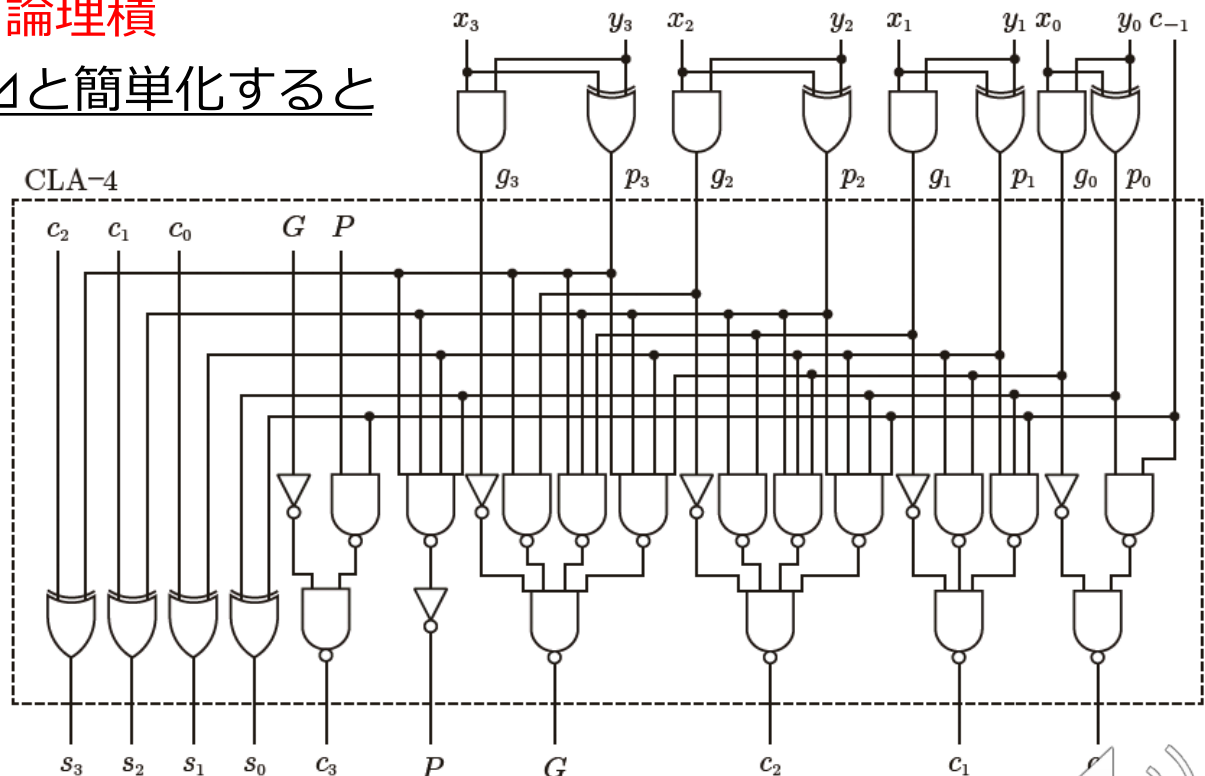 論理積
と簡単化すると
x₃ y₃ x₂ y₂ x₁ y₁ x₀ y₀ c₋₁
CLA-4
g₃ p₃ g₂ p₂ g₁ p₁ g₀ p₀
c₂ c₁ c₀ G P
s₃ s₂ s₁ s₀ c₃ P G c₂ c₁